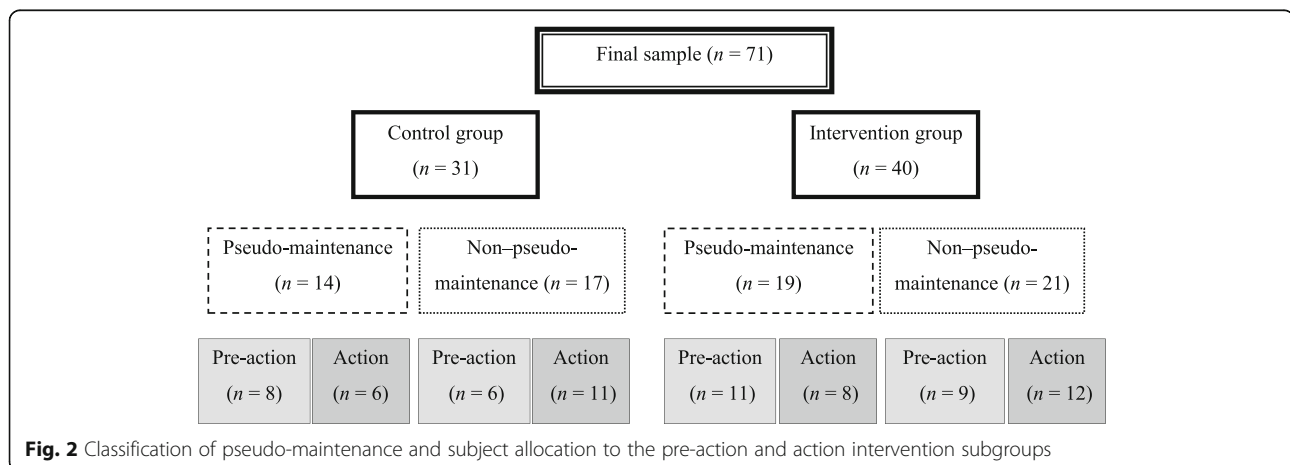 Final sample (n = 71)
Control group
(n = 31)
Intervention group
(n = 40)
Pseudo-maintenance
(n = 14)
Non–pseudo-
maintenance (n = 17)
Pseudo-maintenance
(n = 19)
Non–pseudo-
maintenance (n = 21)
Pre-action
(n = 8)
Action
(n = 6)
Pre-action
(n = 6)
Action
(n = 11)
Pre-action
(n = 11)
Action
(n = 8)
Pre-action
(n = 9)
Action
(n = 12)
Fig. 2 Classification of pseudo-maintenance and subject allocation to the pre-action and action intervention subgroups